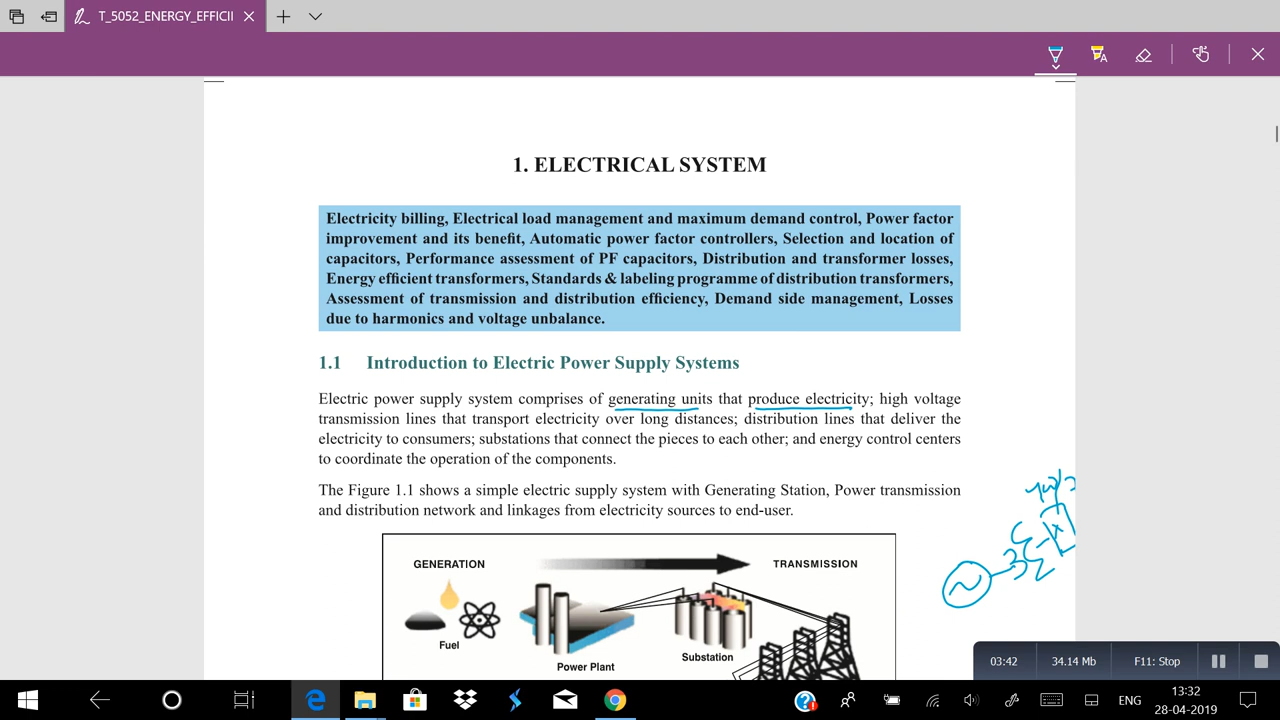 T_5052_ENERGY_EFFICII
1. ELECTRICAL SYSTEM
Electricity billing, Electrical load management and maximum demand control, Power factor
improvement and its benefit, Automatic power factor controllers, Selection and location of
capacitors, Performance assessment of PF capacitors, Distribution and transformer losses,
Energy efficient transformers, Standards & labeling programme of distribution transformers,
Assessment of transmission and distribution efficiency, Demand side management, Losses
due to harmonics and voltage unbalance.
1.1 Introduction to Electric Power Supply Systems
Electric power supply system comprises of generating units that produce electricity; high voltage
transmission lines that transport electricity over long distances; distribution lines that deliver the
electricity to consumers; substations that connect the pieces to each other; and energy control centers
to coordinate the operation of the components.
The Figure 1.1 shows a simple electric supply system with Generating Station, Power transmission
and distribution network and linkages from electricity sources to end-user.
GENERATION
TRANSMISSION
Fuel
Power Plant
Substation
03:42
34.14 Mb
F11: Stop
ENG
13:32
28-04-2019